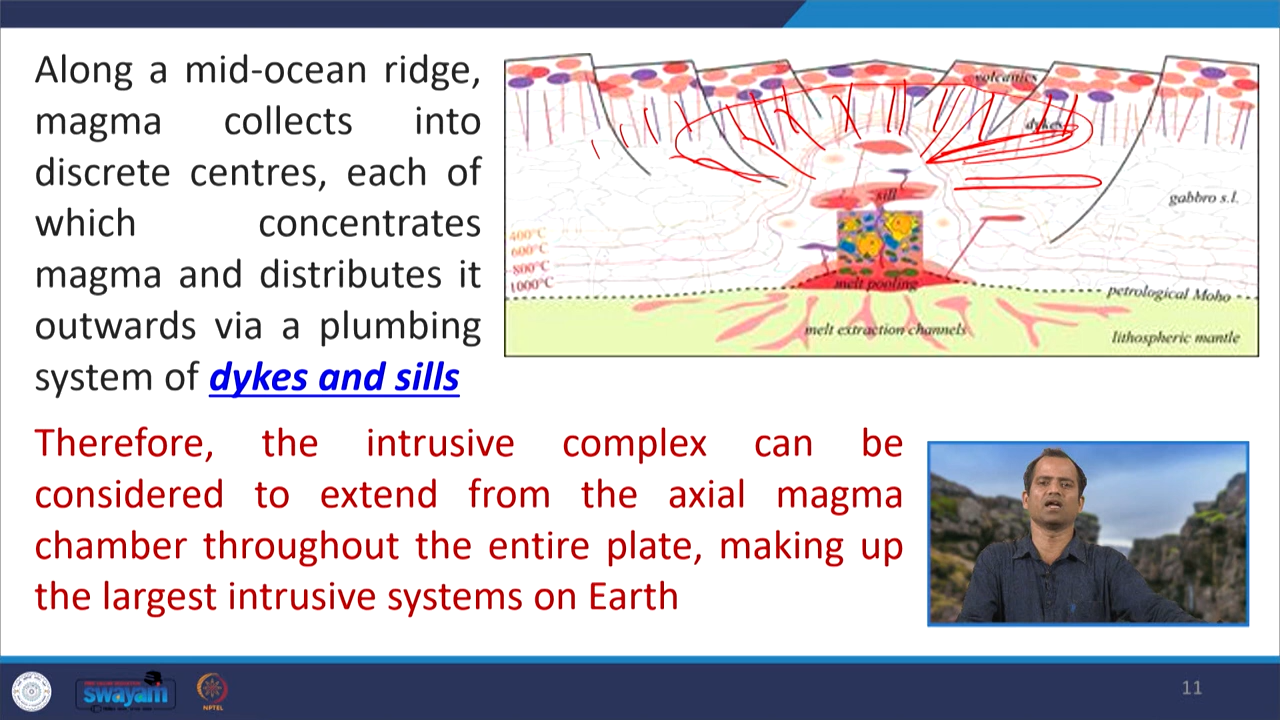 Along a mid-ocean ridge,
magma collects into
discrete centres, each of
which concentrates
magma and distributes it
outwards via a plumbing
system of dykes and sills
volcanics
dykes
sill
gabbro s.l.
400°C
600°C
800°C
1000°C
melt pooling
petrological Moho
melt extraction channels
lithospheric mantle
Therefore, the intrusive complex can be
considered to extend from the axial magma
chamber throughout the entire plate, making up
the largest intrusive systems on Earth
swayam
NPTEL
11